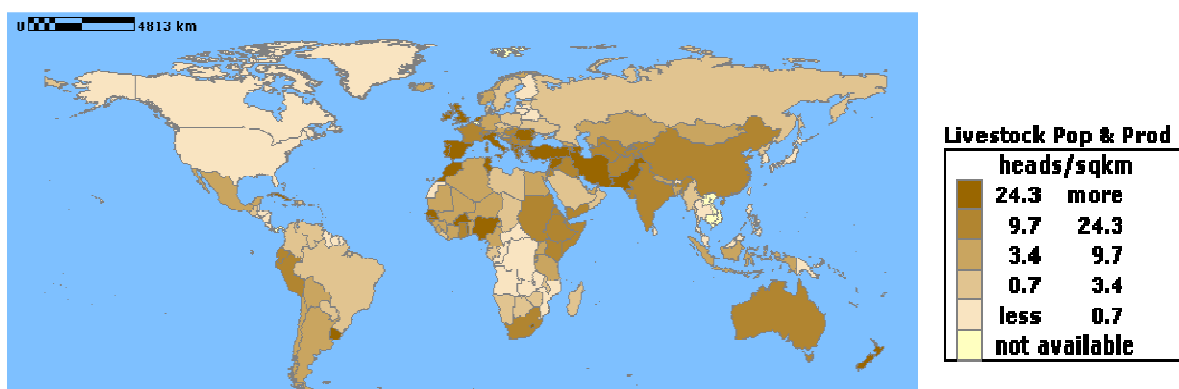 0 4813 km
Livestock Pop & Prod
heads/sqkm
24.3 more
9.7 24.3
3.4 9.7
0.7 3.4
less 0.7
not available